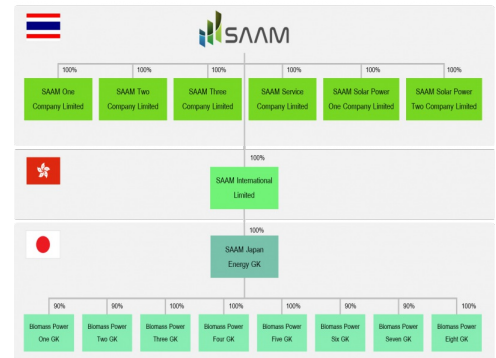 SAAM
100% 100% 100% 100% 100% 100%
SAAM One SAAM Two SAAM Three SAAM Service SAAM Solar Power SAAM Solar Power
Company Limited Company Limited Company Limited Company Limited One Company Limited Two Company Limited
100%
SAAM International
Limited
100%
SAAM Japan
Energy GK
90% 90% 100% 100% 100% 90% 90% 100%
Biomass Power Biomass Power Biomass Power Biomass Power Biomass Power Biomass Power Biomass Power Biomass Power
One GK Two GK Three GK Four GK Five GK Six GK Seven GK Eight GK